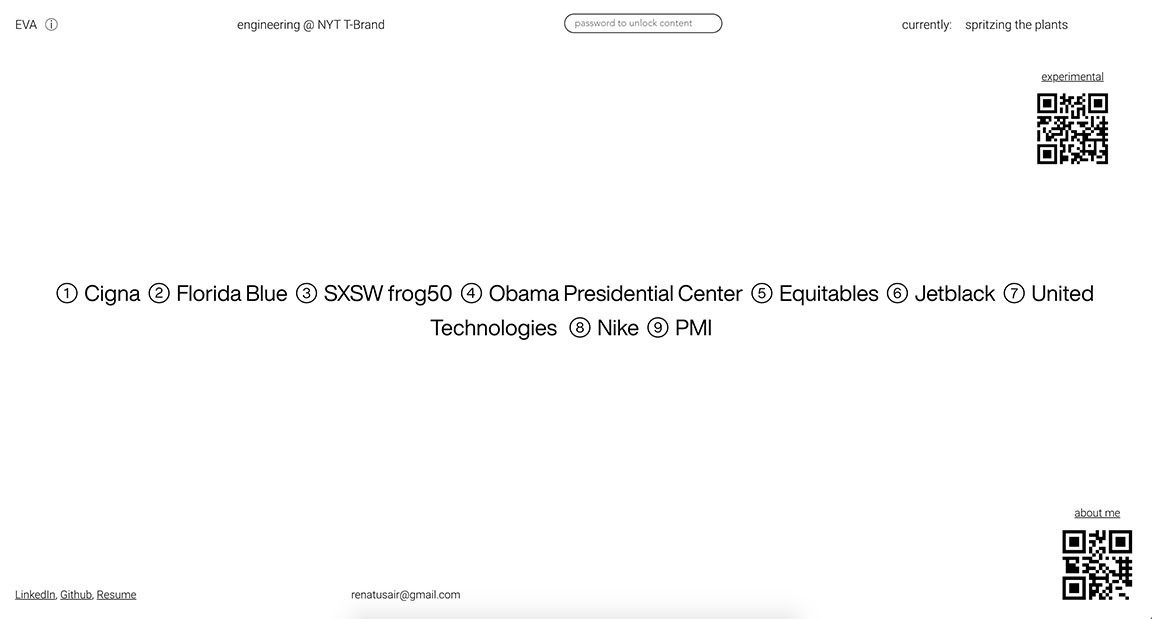 EVA ⓘ
engineering @ NYT T-Brand
password to unlock content
currently: spritzing the plants
experimental
① Cigna ② Florida Blue ③ SXSW frog50 ④ Obama Presidential Center ⑤ Equitables ⑥ Jetblack ⑦ United
Technologies ⑧ Nike ⑨ PMI
about me
LinkedIn, Github, Resume
renatusair@gmail.com